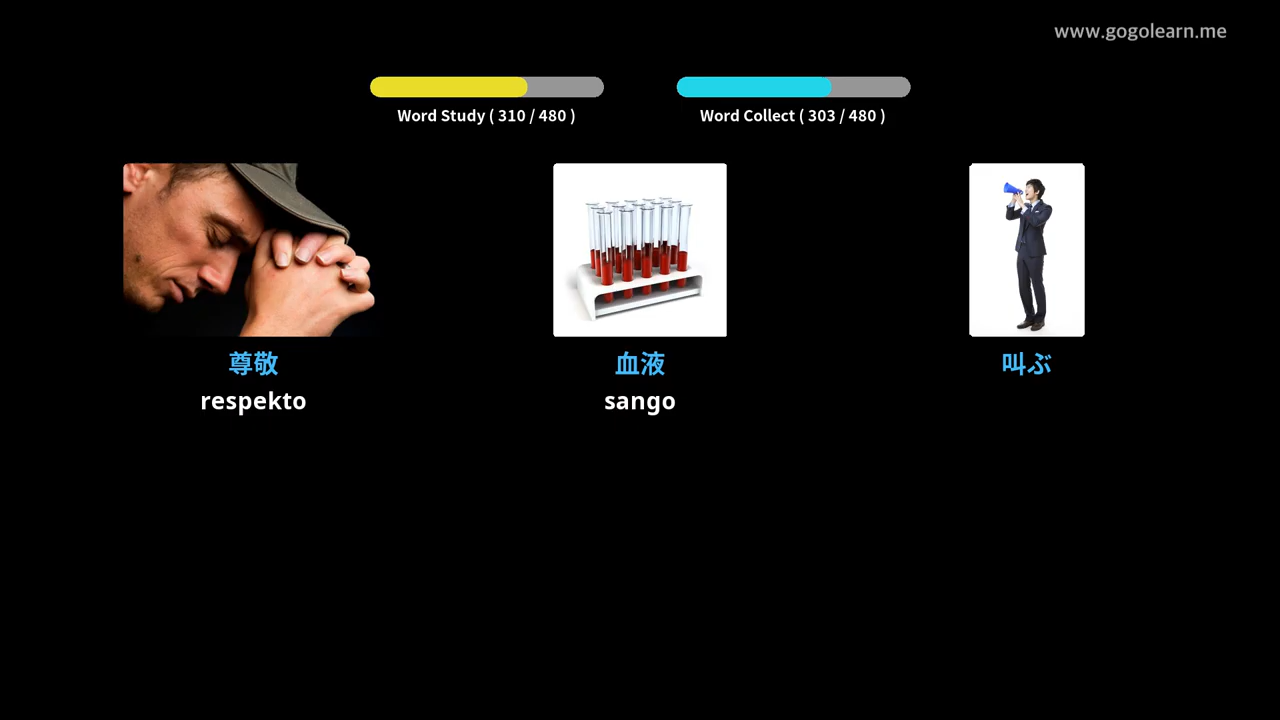 www.gogolearn.me
Word Study ( 310 / 480 )
Word Collect ( 303 / 480 )
尊敬
respekto
血液
sango
叫ぶ